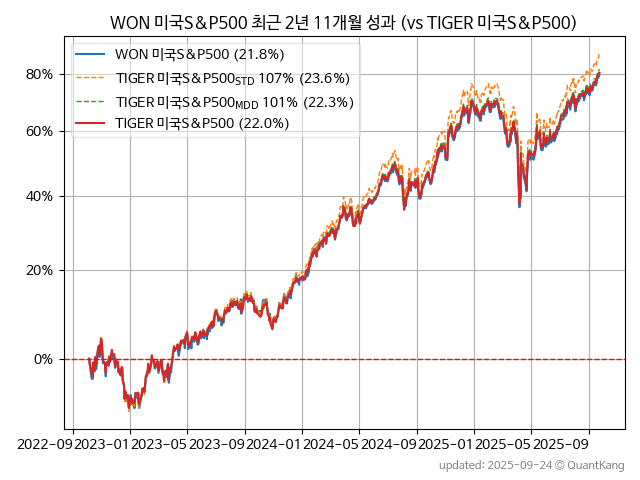 WON 미국S&P500 최근 2년 11개월 성과 (vs TIGER 미국S&P500)
WON 미국S&P500 (21.8%)
TIGER 미국S&P500STD 107% (23.6%)
TIGER 미국S&P500MDD 101% (22.3%)
TIGER 미국S&P500 (22.0%)
80%
60%
40%
20%
0%
2022-09 2023-01 2023-05 2023-09 2024-01 2024-05 2024-09 2025-01 2025-05 2025-09
updated: 2025-09-24 © QuantKang